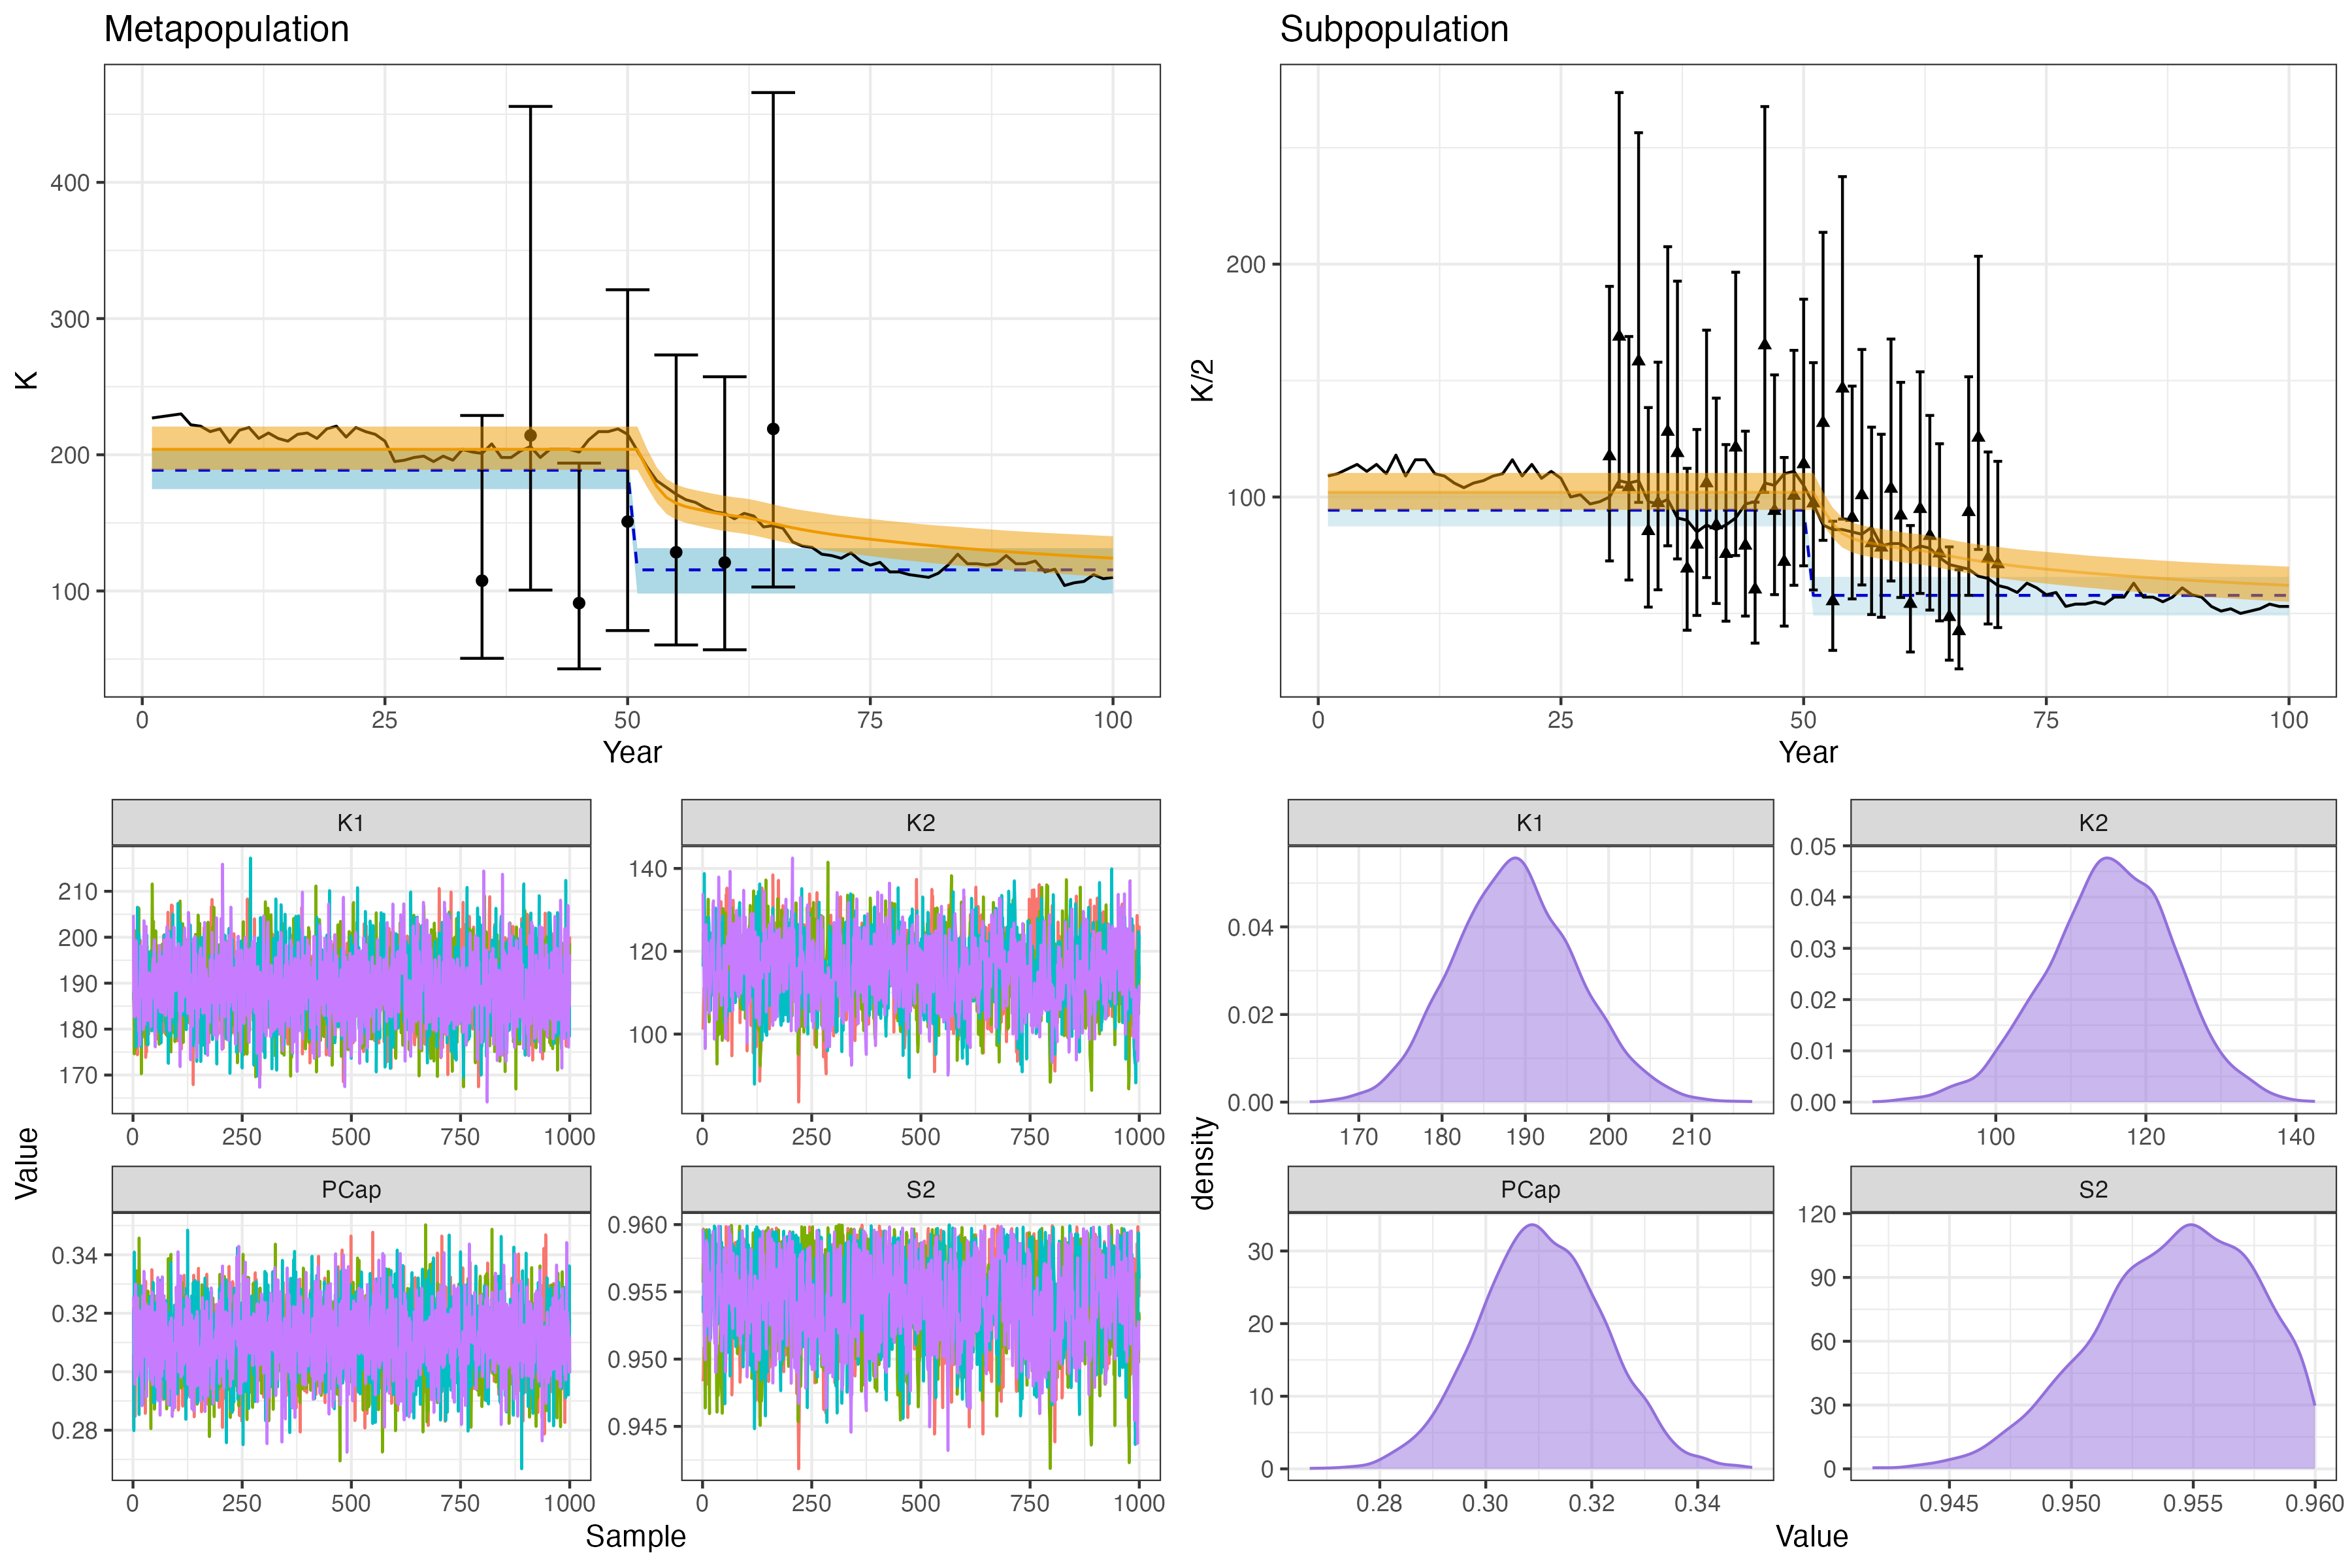 Metapopulation
K
400
300
200
100
0 25 50 75 100
Year
Subpopulation
K/2
200
100
0 25 50 75 100
Year
Value
K1
210
200
190
180
170
0 250 500 750 1000
K2
140
120
100
0 250 500 750 1000
PCap
0.34
0.32
0.30
0.28
0 250 500 750 1000
S2
0.960
0.955
0.950
0.945
0 250 500 750 1000
Sample
density
K1
0.04
0.02
0.00
170 180 190 200 210
K2
0.05
0.04
0.03
0.02
0.01
0.00
100 120 140
PCap
30
20
10
0
0.28 0.30 0.32 0.34
S2
120
90
60
30
0
0.945 0.950 0.955 0.960
Value